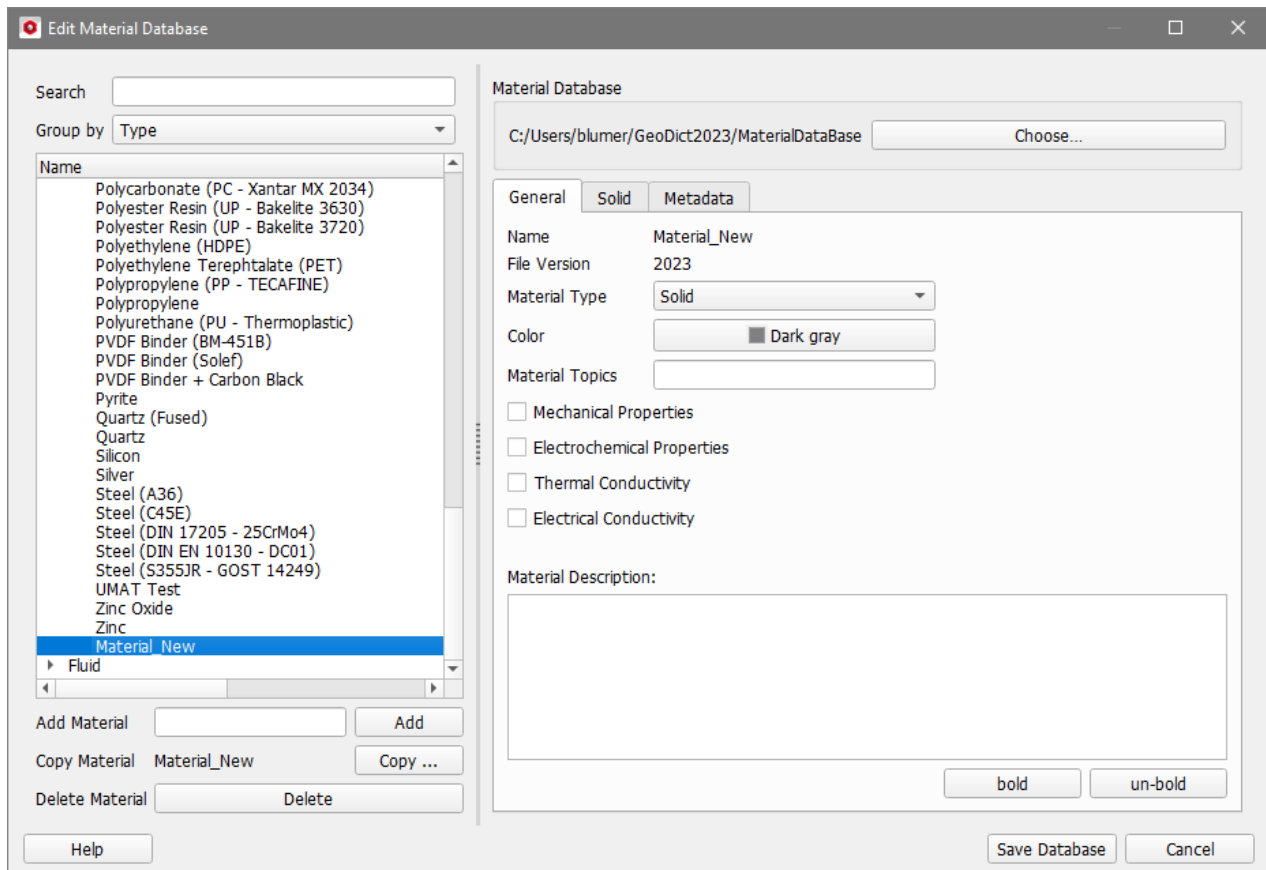 Edit Material Database
Search
Group by Type
Name
Polycarbonate (PC - Xantar MX 2034)
Polyester Resin (UP - Bakelite 3630)
Polyester Resin (UP - Bakelite 3720)
Polyethylene (HDPE)
Polyethylene Terephtalate (PET)
Polypropylene (PP - TECAFINE)
Polypropylene
Polyurethane (PU - Thermoplastic)
PVDF Binder (BM-451B)
PVDF Binder (Solef)
PVDF Binder + Carbon Black
Pyrite
Quartz (Fused)
Quartz
Silicon
Silver
Steel (A36)
Steel (C45E)
Steel (DIN 17205 - 25CrMo4)
Steel (DIN EN 10130 - DC01)
Steel (S355JR - GOST 14249)
UMAT Test
Zinc Oxide
Zinc
Material_New
Fluid
Add Material Add
Copy Material Material_New Copy ...
Delete Material Delete
Help
Material Database
C:/Users/blumer/GeoDict2023/MaterialDataBase Choose...
General Solid Metadata
Name Material_New
File Version 2023
Material Type Solid
Color Dark gray
Material Topics
Mechanical Properties
Electrochemical Properties
Thermal Conductivity
Electrical Conductivity
Material Description:
bold un-bold
Save Database Cancel